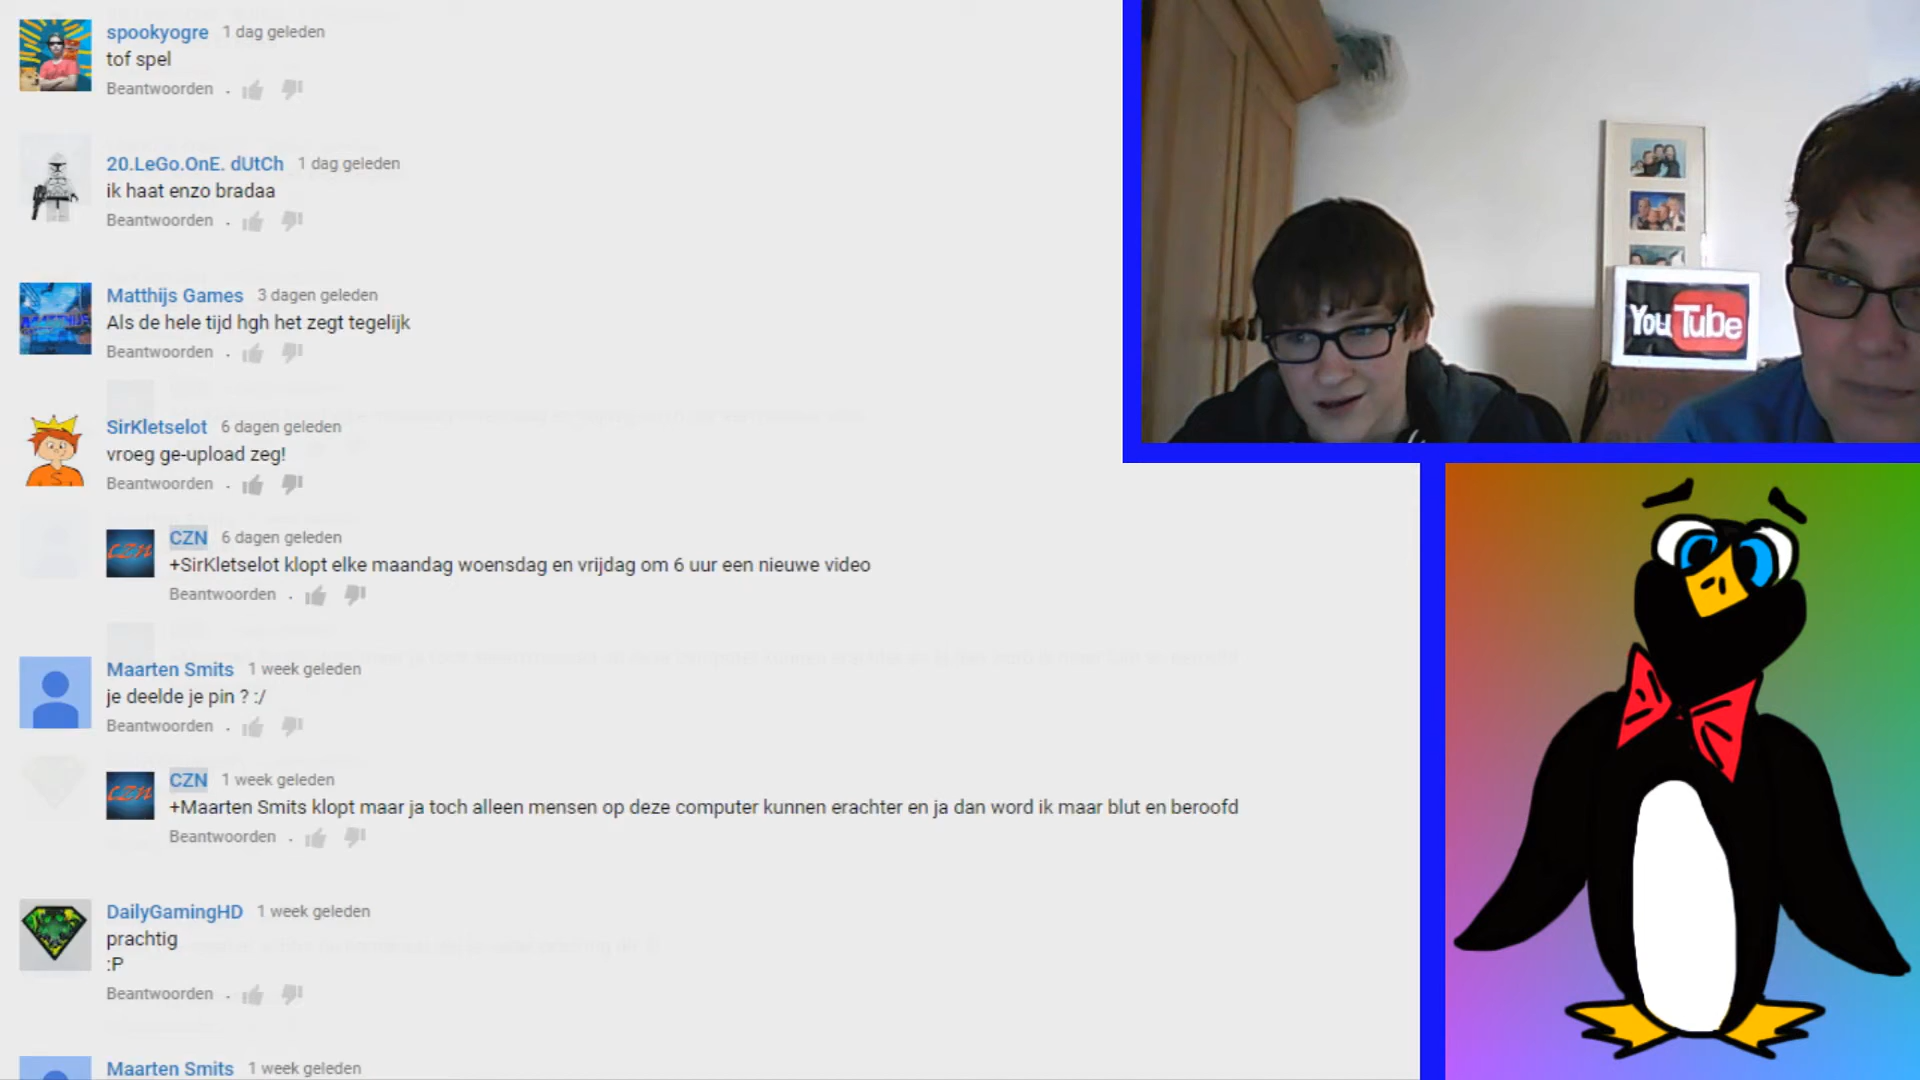 spookyogre 1 dag geleden
tof spel
Beantwoorden .
20.LeGo.OnE. dUtCh 1 dag geleden
ik haat enzo bradaa
Beantwoorden .
Matthijs Games 3 dagen geleden
Als de hele tijd hgh het zegt tegelijk
Beantwoorden .
SirKletselot 6 dagen geleden
vroeg ge-upload zeg!
Beantwoorden .
CZN 6 dagen geleden
+SirKletselot klopt elke maandag woensdag en vrijdag om 6 uur een nieuwe video
Beantwoorden .
Maarten Smits 1 week geleden
je deelde je pin ? :/
Beantwoorden .
CZN 1 week geleden
+Maarten Smits klopt maar ja toch alleen mensen op deze computer kunnen erachter en ja dan word ik maar blut en beroofd
Beantwoorden .
DailyGamingHD 1 week geleden
prachtig
:P
Beantwoorden .
Maarten Smits 1 week geleden
YouTube
CZN
CZN